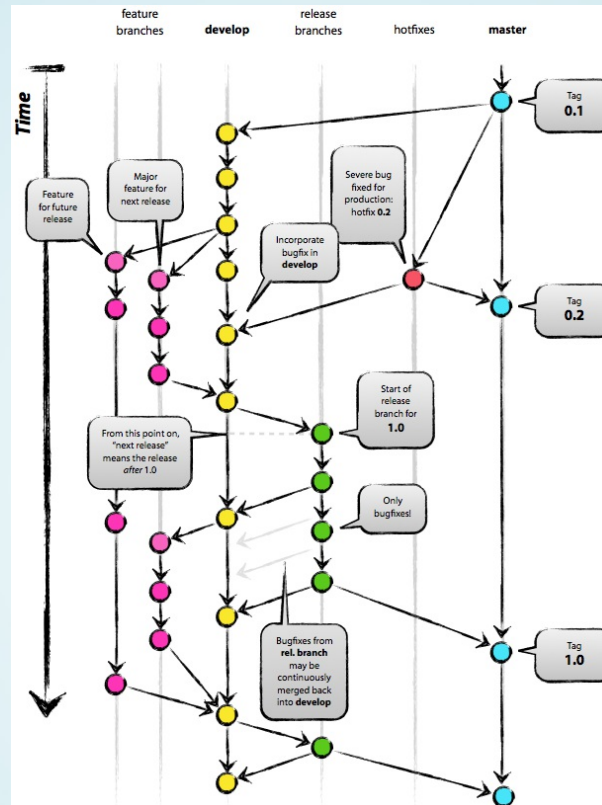 feature
branches
develop
release
branches
hotfixes
master
Time
Tag
0.1
Feature
for future
release
Major
feature for
next release
Severe bug
fixed for
production:
hotfix 0.2
Incorporate
bugfix in
develop
Tag
0.2
Start of
release
branch for
1.0
From this point on,
"next release"
means the release
after 1.0
Only
bugfixes!
Tag
1.0
Bugfixes from
rel. branch
may be
continuously
merged back
into develop